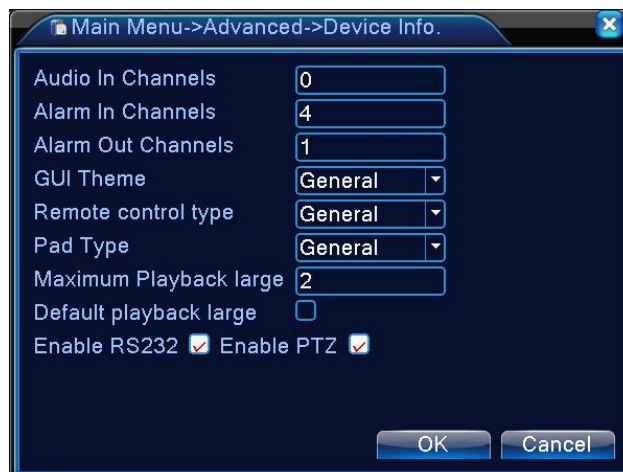 Main Menu->Advanced->Device Info.
Audio In Channels 0
Alarm In Channels 4
Alarm Out Channels 1
GUI Theme General
Remote control type General
Pad Type General
Maximum Playback large 2
Default playback large
Enable RS232 Enable PTZ
OK Cancel